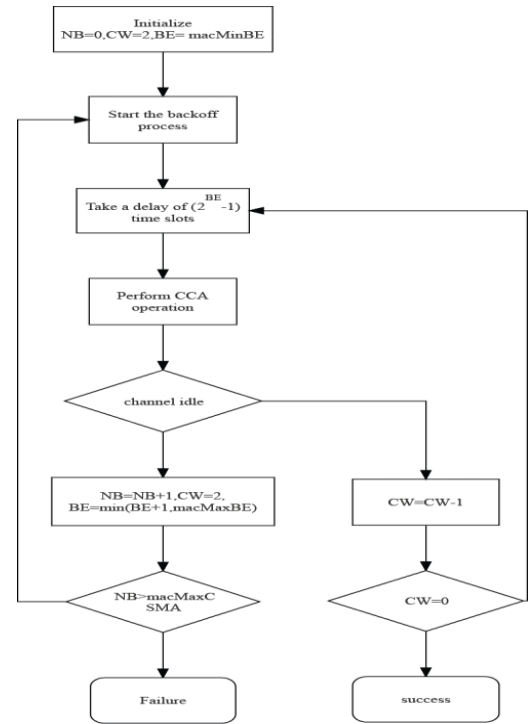 Initialize
NB=0,CW=2,BE= macMinBE
Start the backoff
process
Take a delay of (2^BE-1)
time slots
Perform CCA
operation
channel idle
NB=NB+1,CW=2,
BE=min(BE+1,macMaxBE)
CW=CW-1
NB>macMaxC
SMA
CW=0
Failure
success